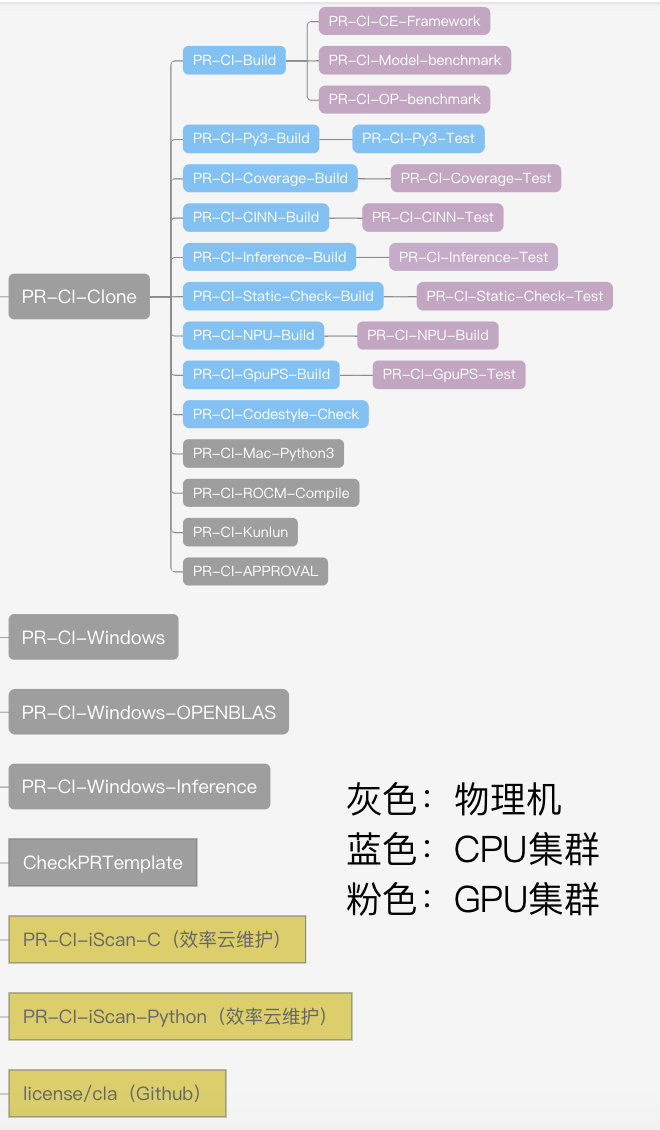 PR-CI-CE-Framework
PR-CI-Build
PR-CI-Model-benchmark
PR-CI-OP-benchmark
PR-CI-Py3-Build
PR-CI-Py3-Test
PR-CI-Coverage-Build
PR-CI-Coverage-Test
PR-CI-CINN-Build
PR-CI-CINN-Test
PR-CI-Inference-Build
PR-CI-Inference-Test
PR-CI-Clone
PR-CI-Static-Check-Build
PR-CI-Static-Check-Test
PR-CI-NPU-Build
PR-CI-NPU-Build
PR-CI-GpuPS-Build
PR-CI-GpuPS-Test
PR-CI-Codestyle-Check
PR-CI-Mac-Python3
PR-CI-ROCM-Compile
PR-CI-Kunlun
PR-CI-APPROVAL
PR-CI-Windows
PR-CI-Windows-OPENBLAS
PR-CI-Windows-Inference
灰色：物理机
蓝色：CPU集群
粉色：GPU集群
CheckPRTemplate
PR-CI-iScan-C（效率云维护）
PR-CI-iScan-Python（效率云维护）
license/cla（Github）